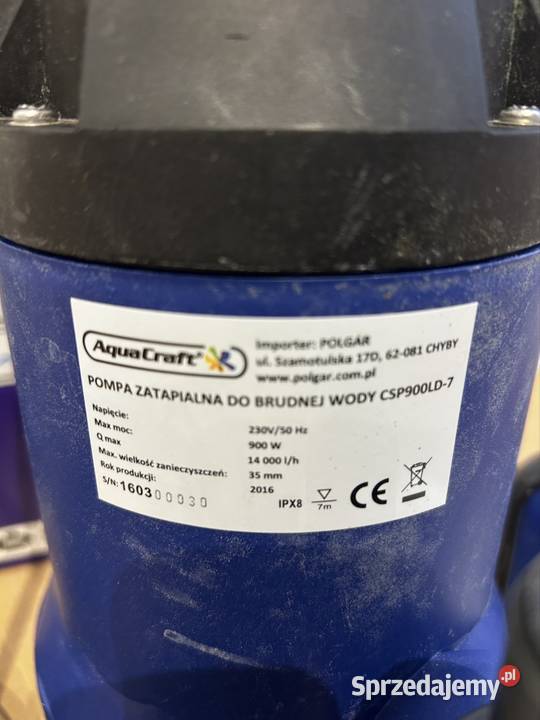 AquaCraft®
Importer: POLGÁR
ul. Szamotulska 17D, 62-081 CHYBY
www.polgar.com.pl
POMPA ZATAPIALNA DO BRUDNEJ WODY CSP900LD-7
Napięcie: 230V/50 Hz
Max moc: 900 W
Q max 14 000 l/h
Max. wielkość zanieczyszczeń: 35 mm
Rok produkcji: 2016
S/N: 160300030
IPX8 7m CE
Sprzedajemy.pl